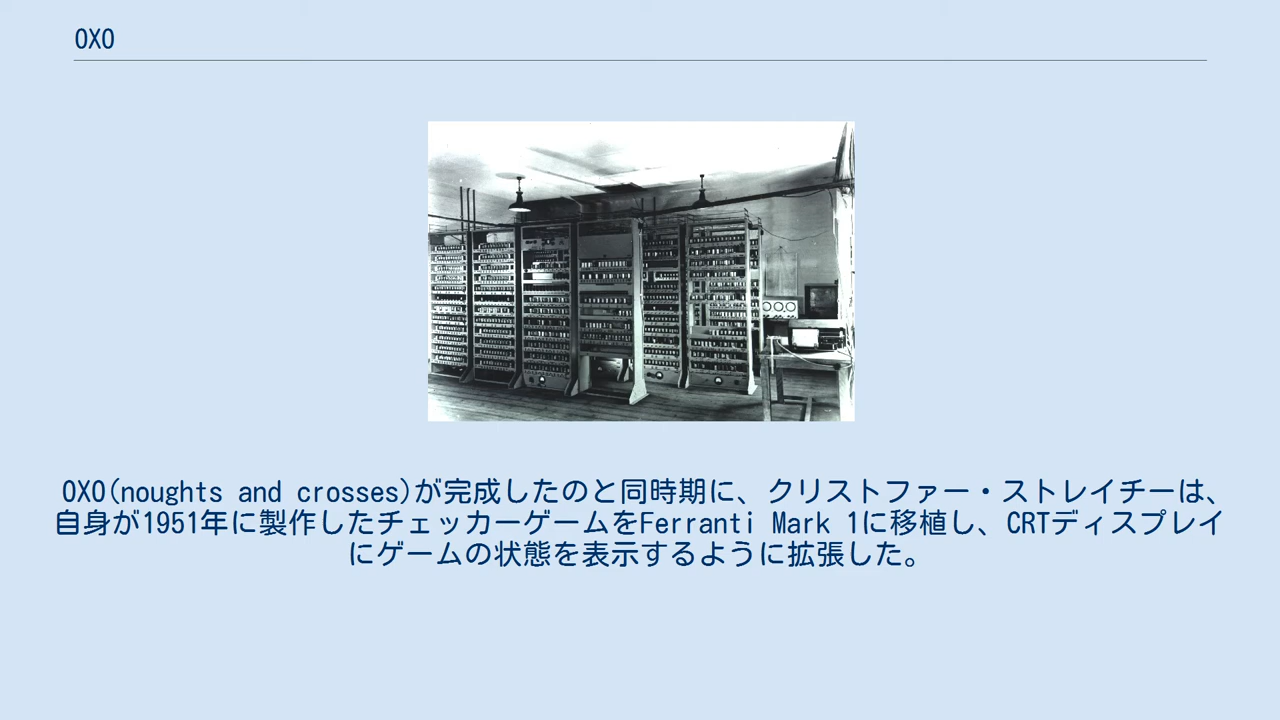 OXO
OXO(noughts and crosses)が完成したのと同時期に、クリストファー・ストレイチーは、
自身が1951年に製作したチェッカーゲームをFerranti Mark 1に移植し、CRTディスプレイ
にゲームの状態を表示するように拡張した。